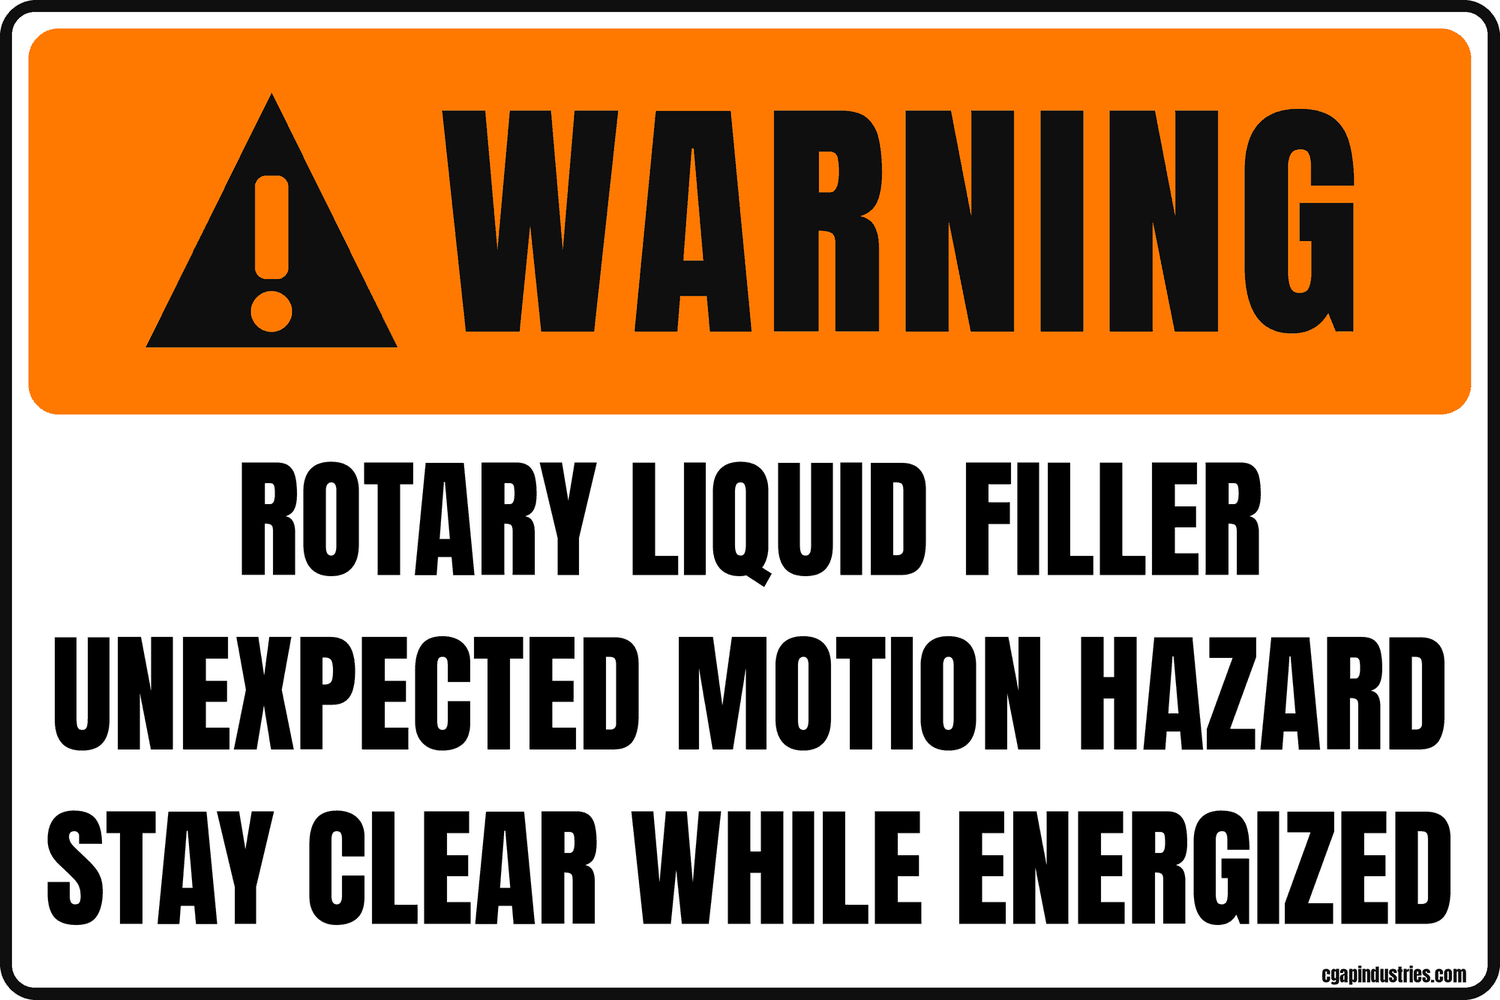 WARNING
ROTARY LIQUID FILLER
UNEXPECTED MOTION HAZARD
STAY CLEAR WHILE ENERGIZED
cgapindustries.com